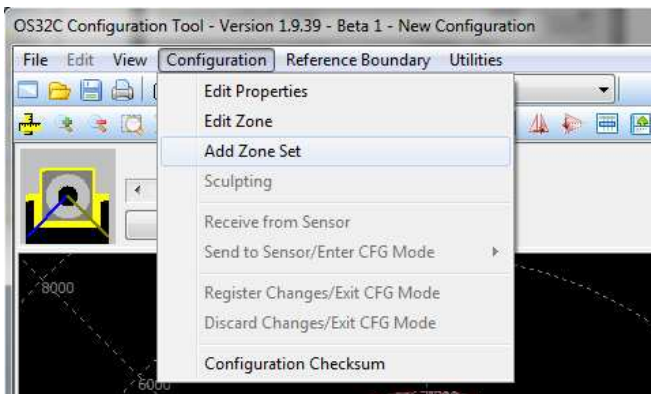 OS32C Configuration Tool - Version 1.9.39 - Beta 1 - New Configuration
File Edit View Configuration Reference Boundary Utilities
Edit Properties
Edit Zone
Add Zone Set
Sculpting
Receive from Sensor
Send to Sensor/Enter CFG Mode
Register Changes/Exit CFG Mode
Discard Changes/Exit CFG Mode
Configuration Checksum
8000
6000